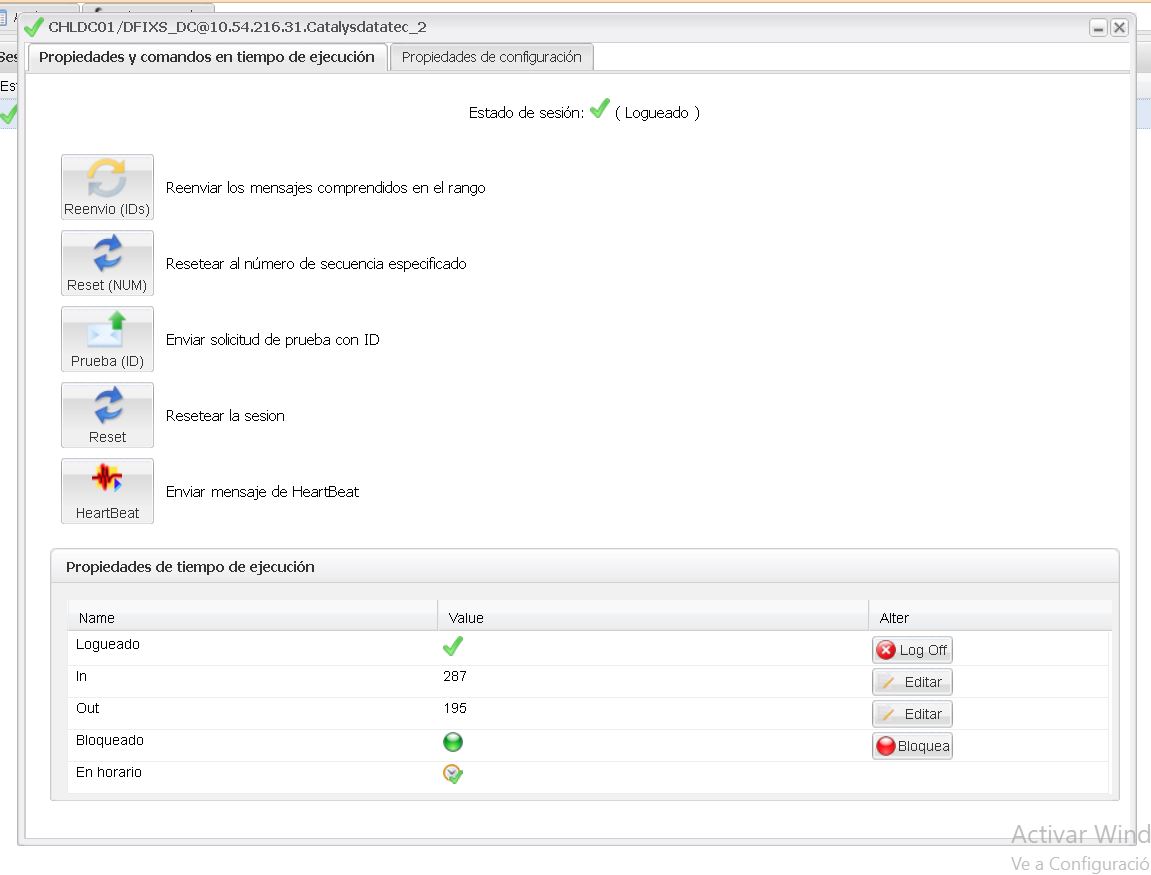 CHLDC01/DFIXS_DC@10.54.216.31.Catalysdatatec_2
Propiedades y comandos en tiempo de ejecución
Propiedades de configuración
Estado de sesión: ( Logueado )
Reenvio (IDs)
Reenviar los mensajes comprendidos en el rango
Reset (NUM)
Resetear al número de secuencia especificado
Prueba (ID)
Enviar solicitud de prueba con ID
Reset
Resetear la sesion
HeartBeat
Enviar mensaje de HeartBeat
Propiedades de tiempo de ejecución
Name Value Alter
Logueado Log Off
In 287 Editar
Out 195 Editar
Bloqueado Bloquea
En horario
Activar Wind
Ve a Configuració